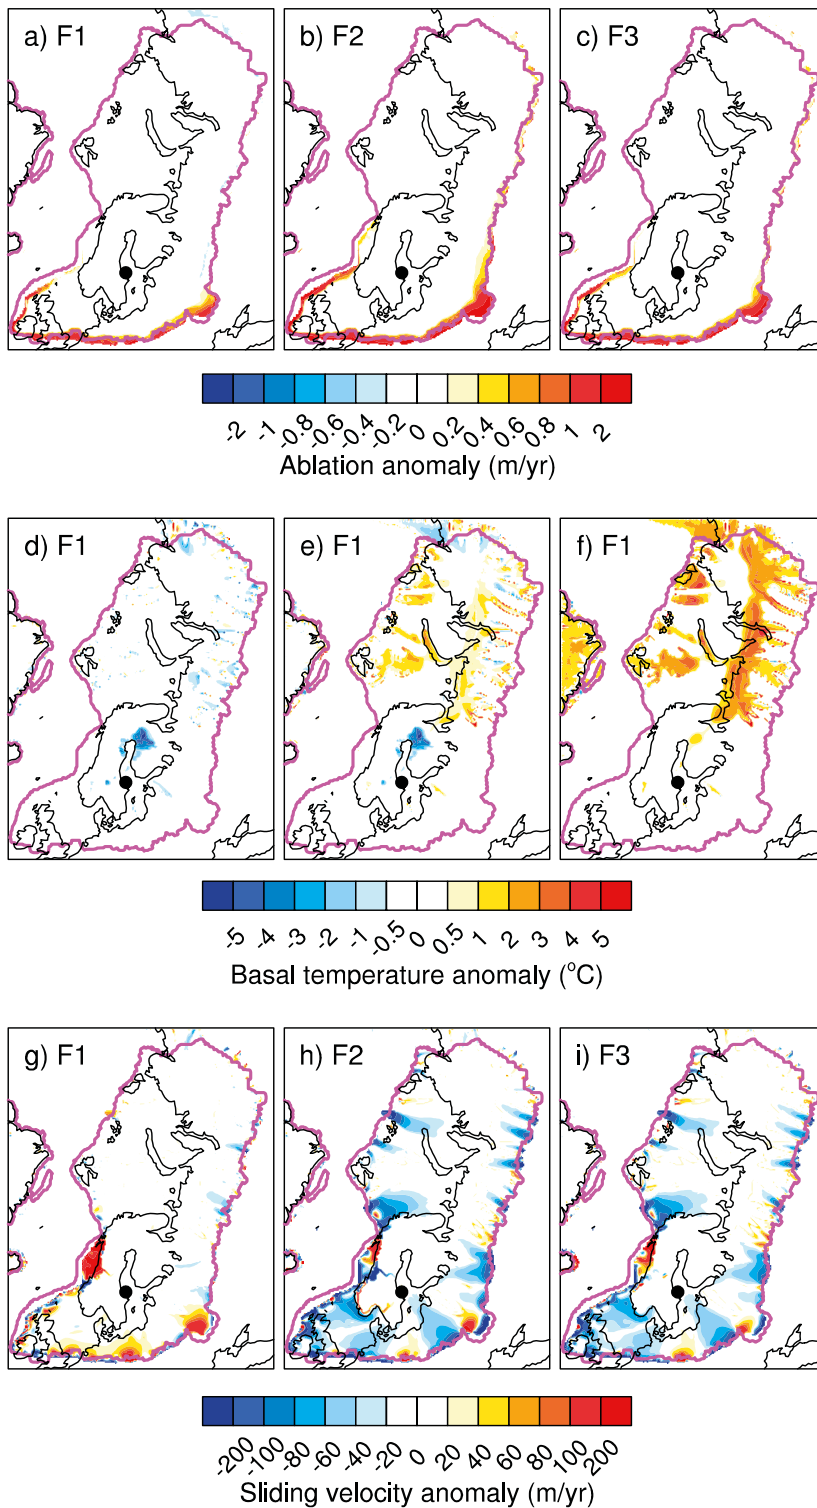 a) F1 b) F2 c) F3
-2 -1 -0.8 -0.6 -0.4 -0.2 0 0.2 0.4 0.6 0.8 1 2
Ablation anomaly (m/yr)
d) F1 e) F1 f) F1
-5 -4 -3 -2 -1 -0.5 0 0.5 1 2 3 4 5
Basal temperature anomaly (°C)
g) F1 h) F2 i) F3
-200 -100 -80 -60 -40 -20 0 20 40 60 80 100 200
Sliding velocity anomaly (m/yr)